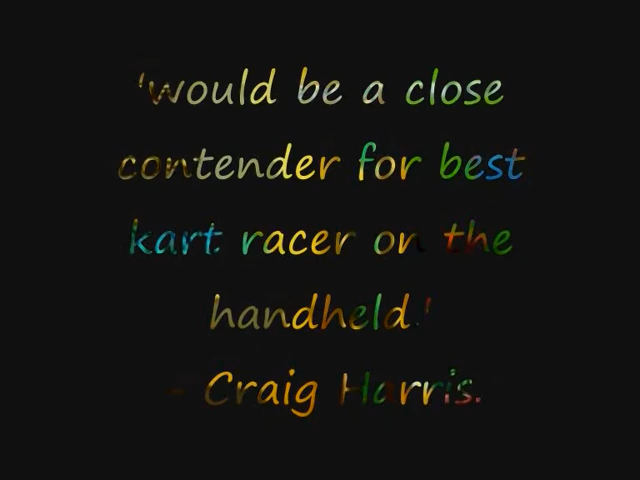 'would be a close
contender for best
kart racer on the
handheld.'
- Craig Harris.